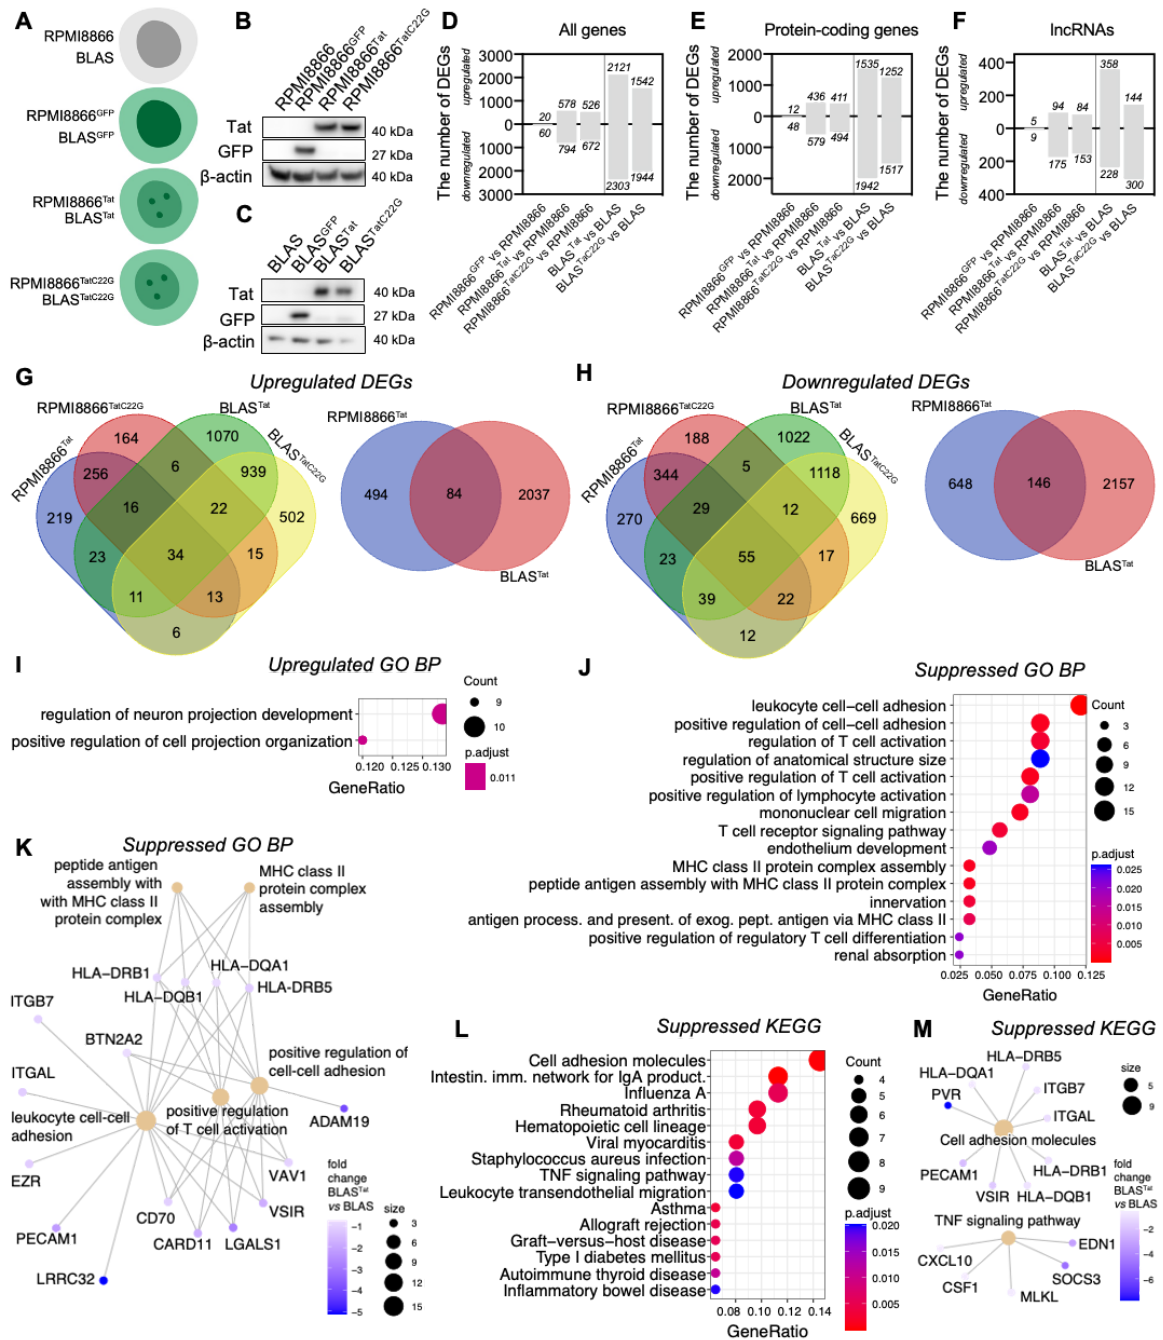 A
RPMI8866
BLAS
RPMI8866GFP
BLASGFP
RPMI8866Tat
BLASTat
RPMI8866TatC22G
BLASTatC22G
B
RPMI8866
RPMI8866GFP
RPMI8866Tat
RPMI8866TatC22G
Tat
40 kDa
GFP
27 kDa
β-actin
40 kDa
C
BLAS
BLASGFP
BLASTat
BLASTatC22G
Tat
40 kDa
GFP
27 kDa
β-actin
40 kDa
D
All genes
The number of DEGs
upregulated
downregulated
3000
2000
1000
0
1000
2000
3000
20
578
526
2121
1542
60
794
672
2303
1944
RPMI8866GFP vs RPMI8866
RPMI8866Tat vs RPMI8866
RPMI8866TatC22G vs RPMI8866
BLASTat vs BLAS
BLASTaC22G vs BLAS
E
Protein-coding genes
The number of DEGs
upregulated
downregulated
2000
1000
0
1000
2000
12
436
411
1535
1252
48
579
494
1942
1517
RPMI8866GFP vs RPMI8866
RPMI8866Tat vs RPMI8866
RPMI8866TatC22G vs RPMI8866
BLASTat vs BLAS
BLASTaC22G vs BLAS
F
lncRNAs
The number of DEGs
upregulated
downregulated
400
200
0
200
400
5
94
84
358
144
9
175
153
228
300
RPMI8866GFP vs RPMI8866
RPMI8866Tat vs RPMI8866
RPMI8866TatC22G vs RPMI8866
BLASTat vs BLAS
BLASTaC22G vs BLAS
G
Upregulated DEGs
RPMI8866TatC22G
BLASTat
RPMI8866Tat
BLASTatC22G
164
1070
256
6
939
219
16
22
502
23
34
15
11
13
6
RPMI8866Tat
494
84
2037
BLASTat
H
Downregulated DEGs
RPMI8866TatC22G
BLASTat
RPMI8866Tat
BLASTatC22G
188
1022
344
5
1118
270
29
12
669
23
55
17
39
22
12
RPMI8866Tat
648
146
2157
BLASTat
I
Upregulated GO BP
regulation of neuron projection development
positive regulation of cell projection organization
0.120
0.125
0.130
GeneRatio
Count
9
10
p.adjust
0.011
J
Suppressed GO BP
leukocyte cell−cell adhesion
positive regulation of cell−cell adhesion
regulation of T cell activation
regulation of anatomical structure size
positive regulation of T cell activation
positive regulation of lymphocyte activation
mononuclear cell migration
T cell receptor signaling pathway
endothelium development
MHC class II protein complex assembly
peptide antigen assembly with MHC class II protein complex
innervation
antigen process. and present. of exog. pept. antigen via MHC class II
positive regulation of regulatory T cell differentiation
renal absorption
0.025
0.050
0.075
0.100
0.125
GeneRatio
Count
3
6
9
12
15
p.adjust
0.025
0.020
0.015
0.010
0.005
K
Suppressed GO BP
peptide antigen
assembly with
with MHC class II
protein complex
MHC class II
protein complex
assembly
HLA-DRB1
HLA-DQA1
HLA−DQB1
HLA-DRB5
ITGB7
BTN2A2
positive regulation of
cell-cell adhesion
ITGAL
leukocyte cell-cell
adhesion
positive regulation
of T cell activation
ADAM19
EZR
VAV1
CD70
VSIR
PECAM1
CARD11
LGALS1
LRRC32
fold
change
BLASTat
vs BLAS
−1
−2
−3
−4
−5
size
3
6
9
12
15
L
Suppressed KEGG
Cell adhesion molecules
Intestin. imm. network for IgA product.
Influenza A
Rheumatoid arthritis
Hematopoietic cell lineage
Viral myocarditis
Staphylococcus aureus infection
TNF signaling pathway
Leukocyte transendothelial migration
Asthma
Allograft rejection
Graft−versus−host disease
Type I diabetes mellitus
Autoimmune thyroid disease
Inflammatory bowel disease
0.08
0.10
0.12
0.14
GeneRatio
Count
4
5
6
7
8
9
p.adjust
0.020
0.015
0.010
0.005
M
Suppressed KEGG
HLA−DRB5
HLA−DQA1
PVR
ITGB7
ITGAL
Cell adhesion molecules
PECAM1
HLA−DRB1
VSIR
HLA−DQB1
TNF signaling pathway
CXCL10
EDN1
CSF1
SOCS3
MLKL
size
5
9
fold
change
BLASTat
vs BLAS
−2
−4
−6